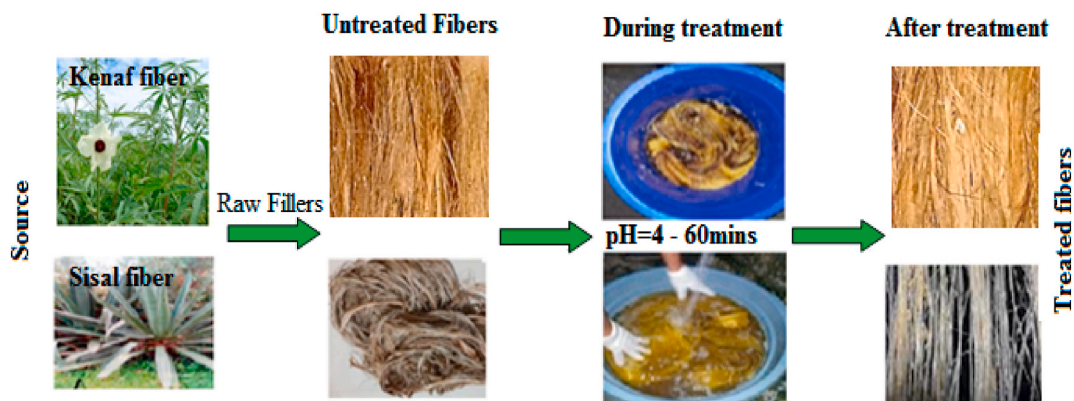 Untreated Fibers
During treatment
After treatment
Kenaf fiber
Source
Raw Fillers
pH=4 - 60mins
Sisal fiber
Treated fibers